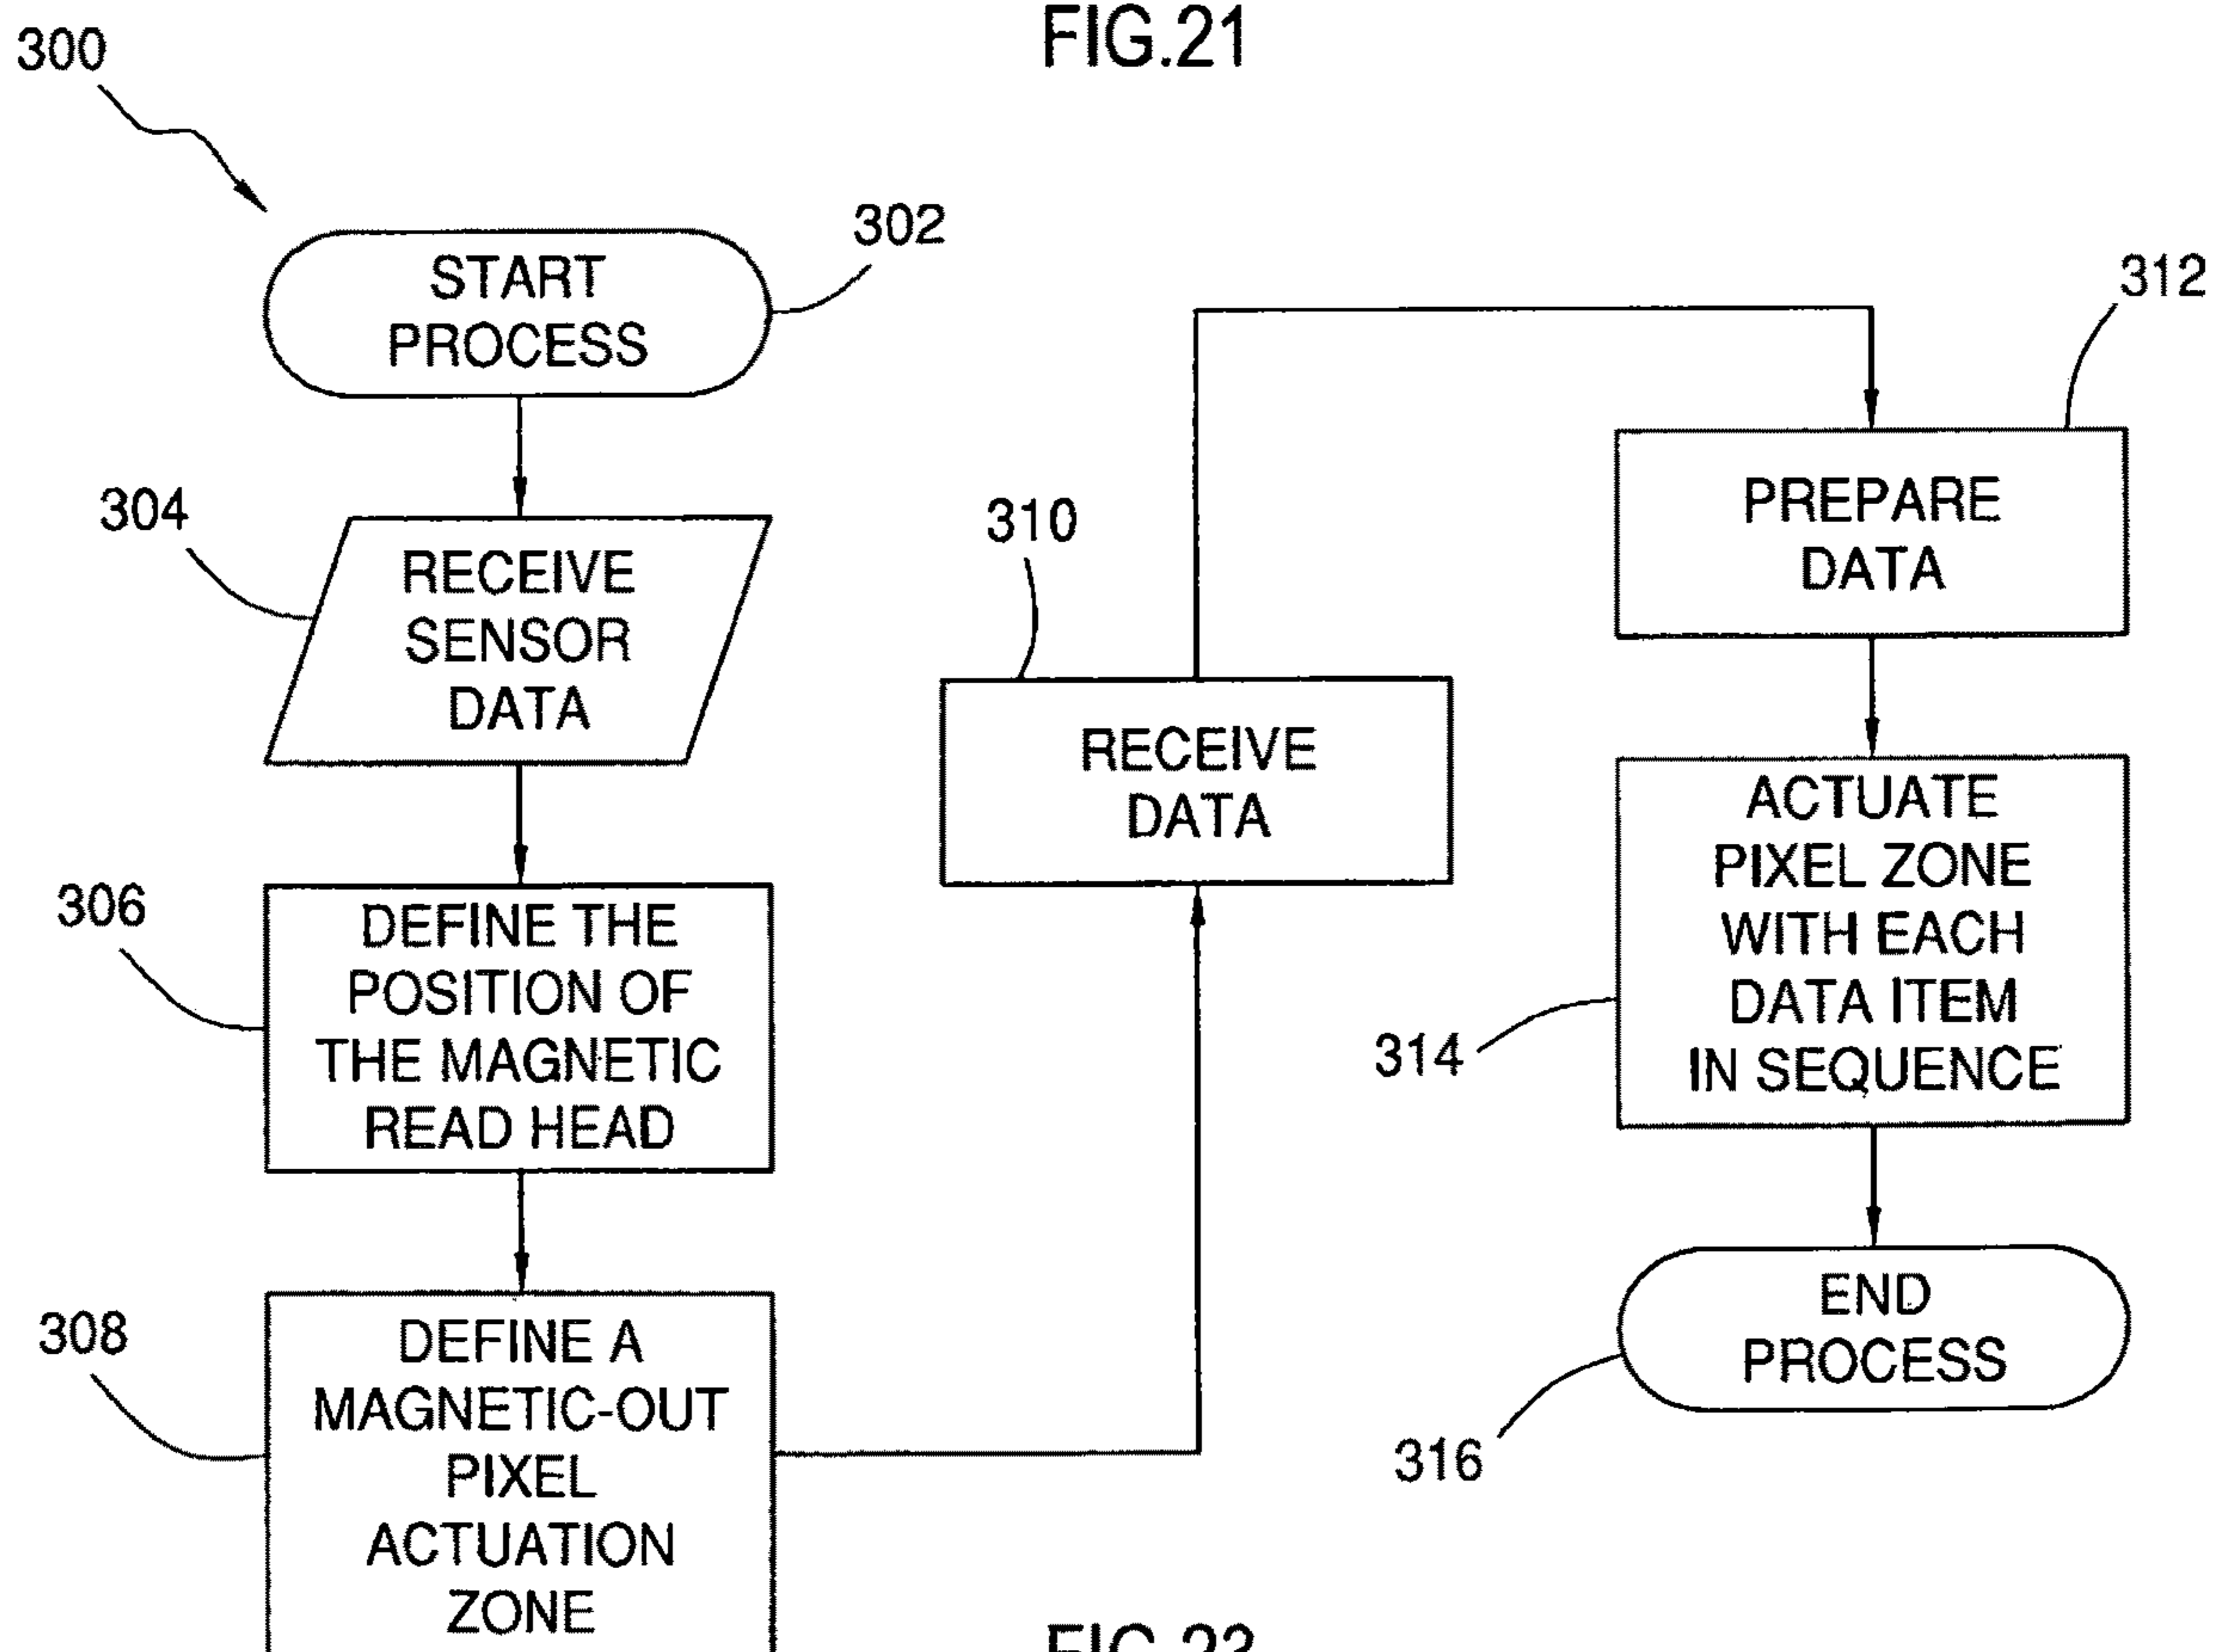 FIG.21
300
302
START
PROCESS
304
RECEIVE
SENSOR
DATA
306
DEFINE THE
POSITION OF
THE MAGNETIC
READ HEAD
308
DEFINE A
MAGNETIC-OUT
PIXEL
ACTUATION
ZONE
310
RECEIVE
DATA
312
PREPARE
DATA
314
ACTUATE
PIXEL ZONE
WITH EACH
DATA ITEM
IN SEQUENCE
316
END
PROCESS